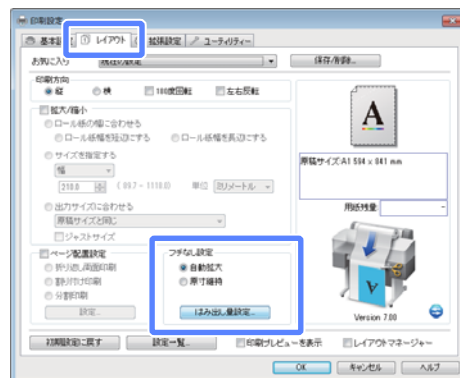 印刷設定
基本設定 レイアウト 拡張設定 ユーティリティー
お気に入り 現在の設定 保存/削除...
印刷方向
縦 横 180度回転 左右反転
拡大/縮小
ロール紙の幅に合わせる
ロール紙幅を短辺にする ロール紙幅を長辺にする
サイズを指定する
幅
210.0 ( 89.7 - 1118.0) 単位 ミリメートル
出力サイズに合わせる
原稿サイズと同じ
ジャストサイズ
A
原稿サイズ:A1 594 x 841 mm
用紙残量 -
ページ配置設定
折り返し両面印刷
割り付け印刷
分割印刷
設定...
フチなし設定
自動拡大
原寸維持
はみ出し量設定...
Version 7.00
初期設定に戻す 設定一覧... 印刷プレビューを表示 レイアウトマネージャー
OK キャンセル ヘルプ